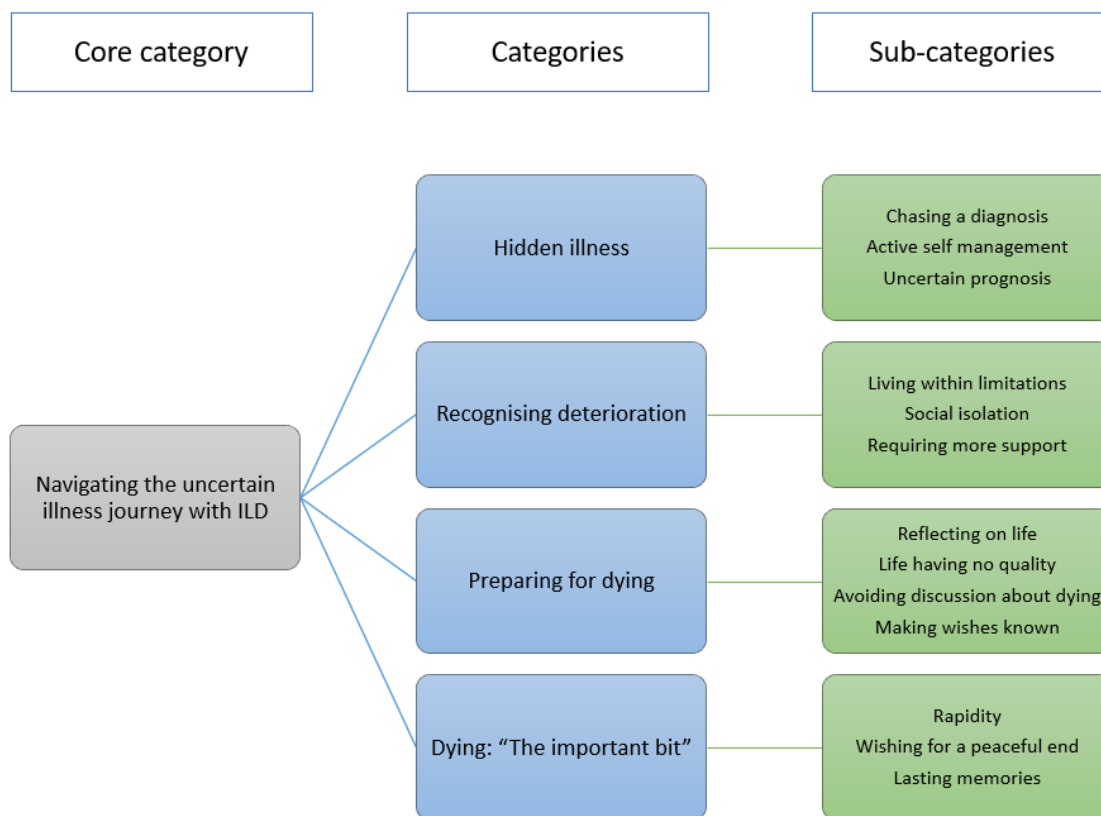 Core category
Categories
Sub-categories
Navigating the uncertain
illness journey with ILD
Hidden illness
Chasing a diagnosis
Active self management
Uncertain prognosis
Recognising deterioration
Living within limitations
Social isolation
Requiring more support
Preparing for dying
Reflecting on life
Life having no quality
Avoiding discussion about dying
Making wishes known
Dying: “The important bit”
Rapidity
Wishing for a peaceful end
Lasting memories